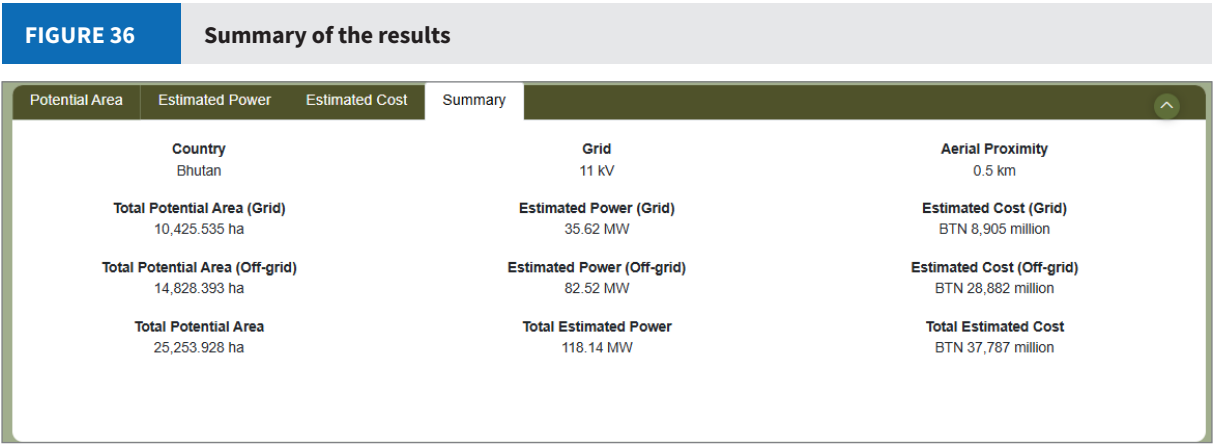 FIGURE 36 Summary of the results
Potential Area Estimated Power Estimated Cost Summary
Country Grid Aerial Proximity
Bhutan 11 kV 0.5 km
Total Potential Area (Grid) Estimated Power (Grid) Estimated Cost (Grid)
10,425.535 ha 35.62 MW BTN 8,905 million
Total Potential Area (Off-grid) Estimated Power (Off-grid) Estimated Cost (Off-grid)
14,828.393 ha 82.52 MW BTN 28,882 million
Total Potential Area Total Estimated Power Total Estimated Cost
25,253.928 ha 118.14 MW BTN 37,787 million